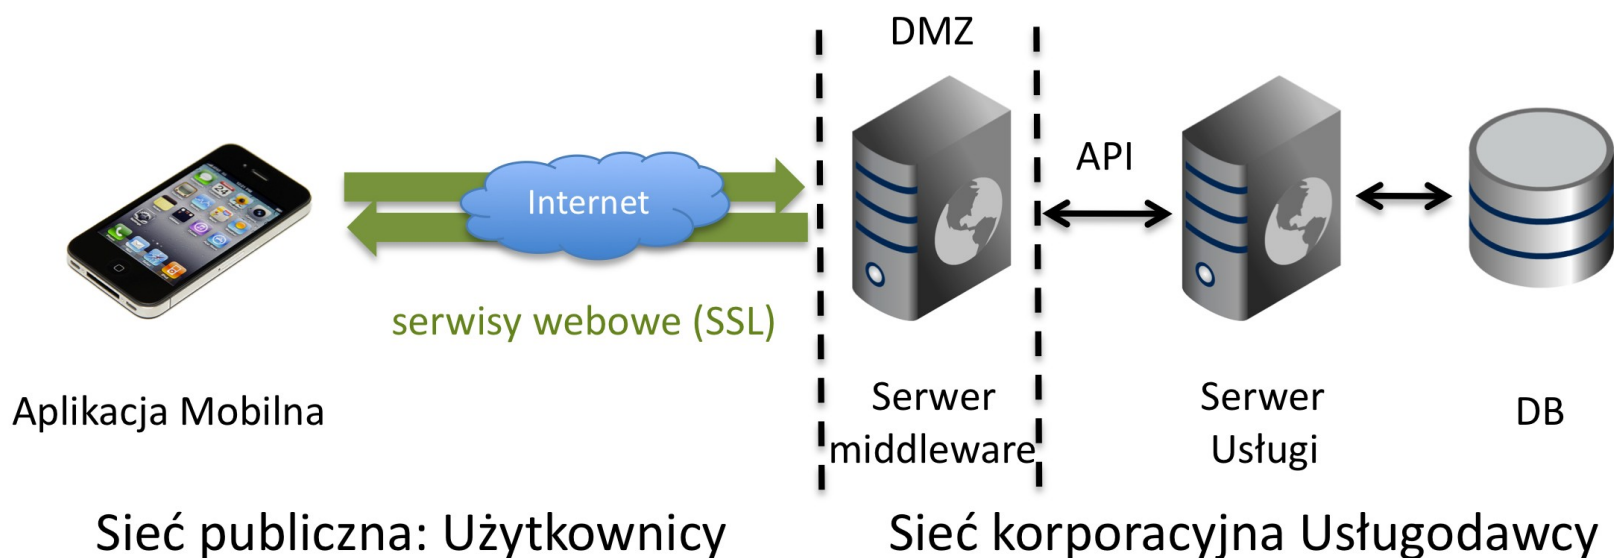 DMZ
API
Internet
serwisy webowe (SSL)
Aplikacja Mobilna
Serwer
middleware
Serwer
Usługi
DB
Sieć publiczna: Użytkownicy
Sieć korporacyjna Usługodawcy